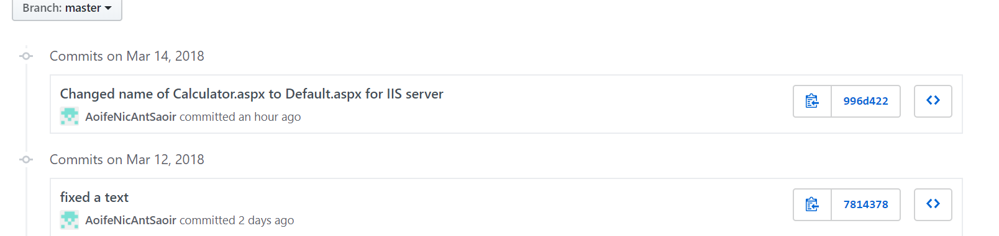 Branch: master
Commits on Mar 14, 2018
Changed name of Calculator.aspx to Default.aspx for IIS server
996d422
AoifeNicAntSaoir committed an hour ago
Commits on Mar 12, 2018
fixed a text
7814378
AoifeNicAntSaoir committed 2 days ago